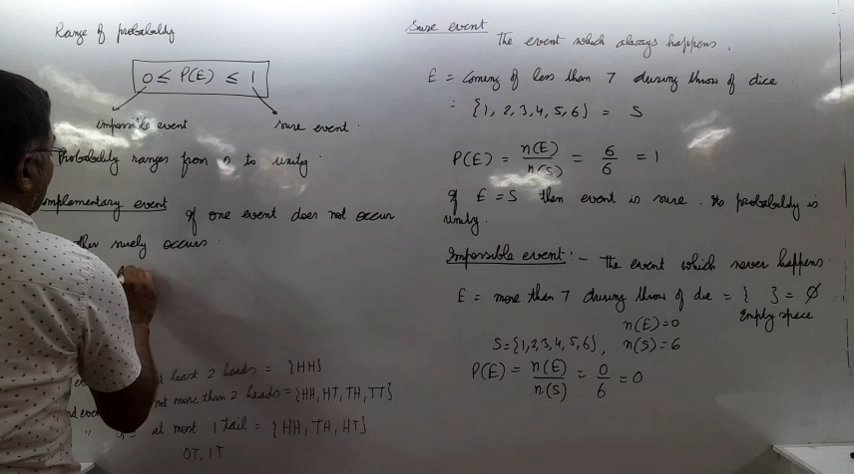 Range of probability
0 ≤ P(E) ≤ 1
impossible event
sure event.
Probability ranges from 0 to unity.
omplementary event
If one event does not occur
surely occurs.
at least 2 heads = {HH}
not more than 2 heads = {HH, HT, TH, TT}
at most 1 tail = {HH, TH, HT}
0T, 1T
Sure event
The event which always happens.
E = coming of less than 7 during throw of dice
= {1, 2, 3, 4, 5, 6} = S
P(E) = n(E)/n(S) = 6/6 = 1
If E = S then event is sure. Its probability is
unity.
Impossible event :- The event which never happens.
E = more than 7 during throw of die = { } = ∅
Empty space
n(E)=0
S={1,2,3,4,5,6}, n(S)=6
P(E) = n(E)/n(S) = 0/6 = 0